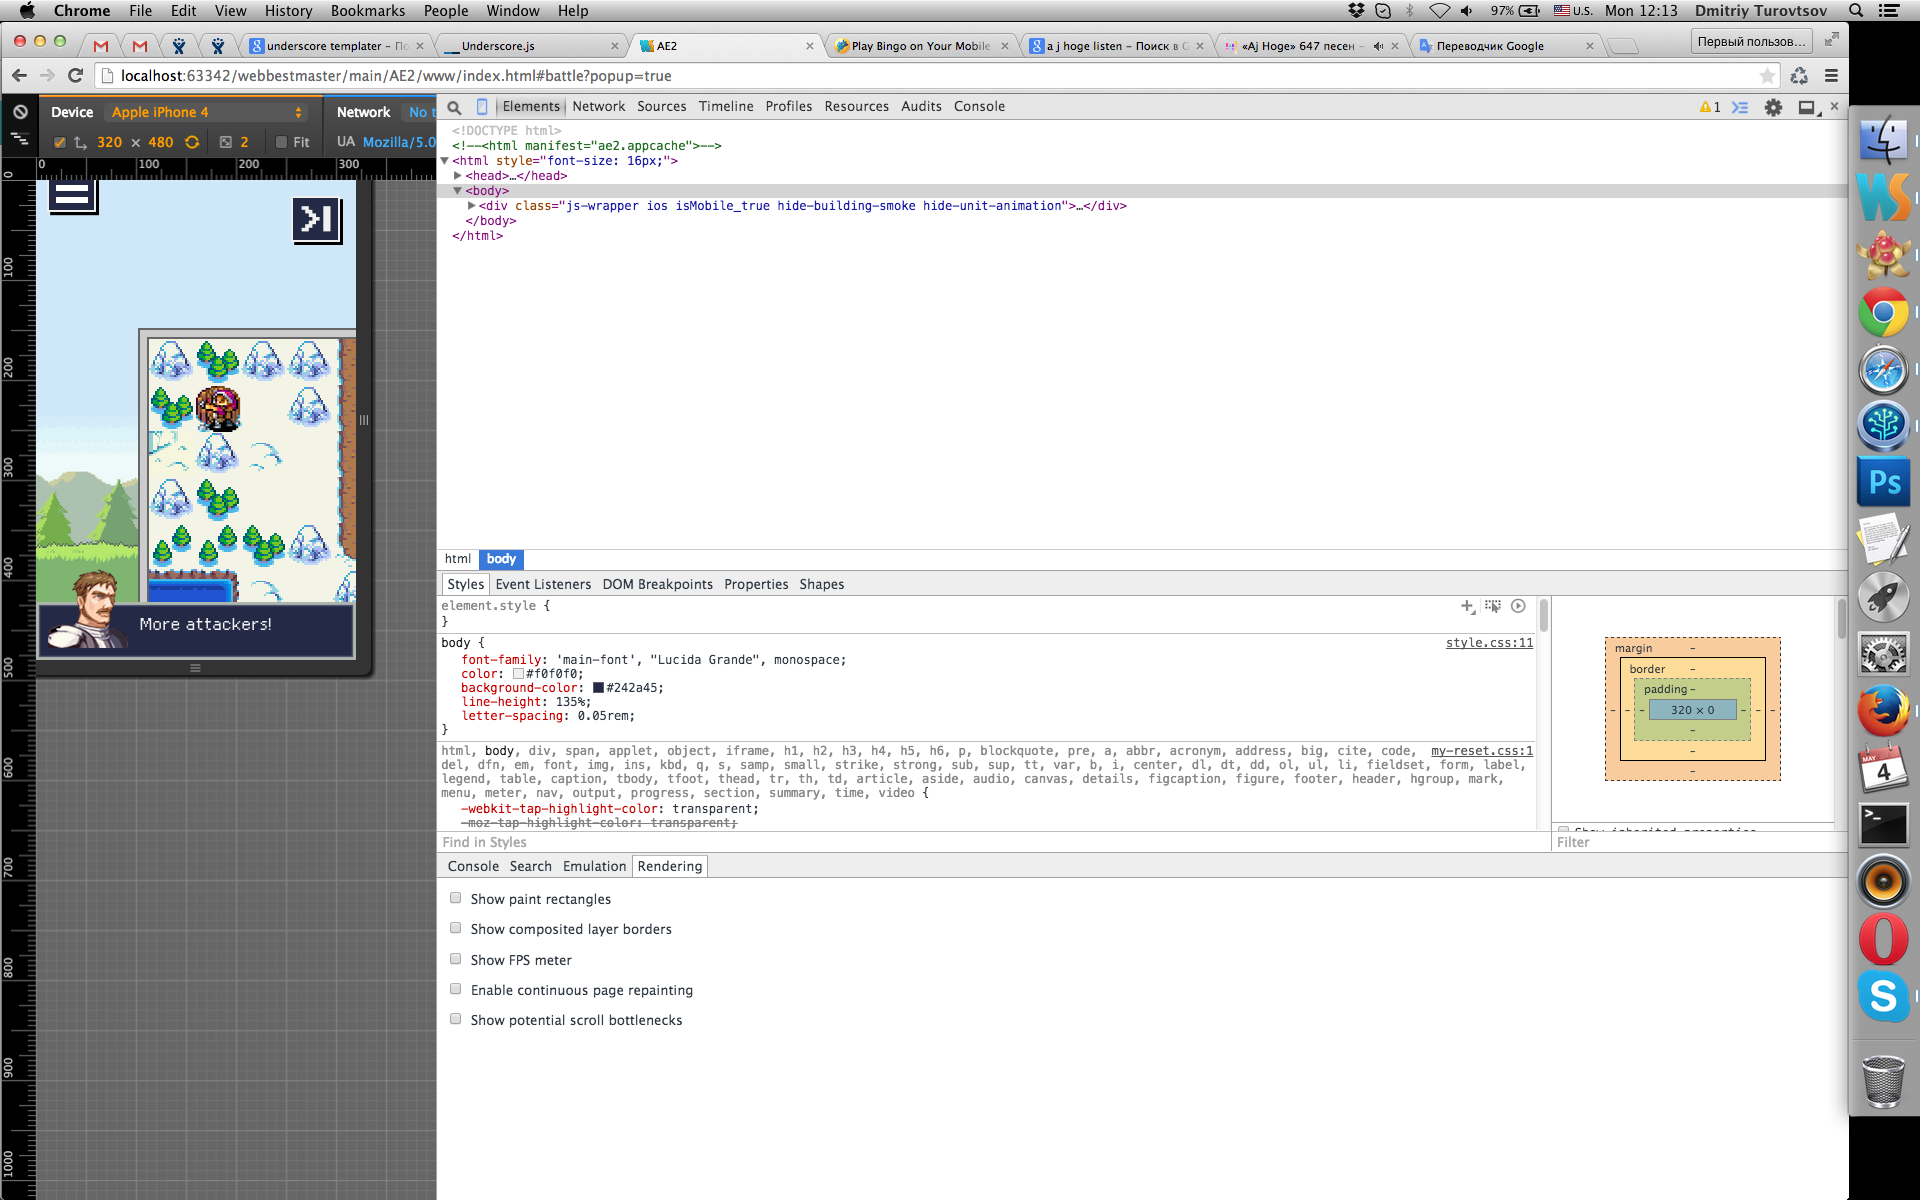 Chrome File Edit View History Bookmarks People Window Help 97% U.S. Mon 12:13 Dmitriy Turovtsov
underscore templater – По Underscore.js AE2 Play Bingo on Your Mobile a j hoge listen – Поиск в G «Aj Hoge» 647 песен – Переводчик Google Первый пользов…
localhost:63342/webbestmaster/main/AE2/www/index.html#battle?popup=true
Device Apple iPhone 4 Network No t
320 × 480 2 Fit UA Mozilla/5.0
0 100 200 300
0
100
200
300
400
500
600
700
800
900
1000
More attackers!
Elements Network Sources Timeline Profiles Resources Audits Console 1
<!DOCTYPE html>
<!--<html manifest="ae2.appcache">-->
<html style="font-size: 16px;">
<head>…</head>
<body>
<div class="js-wrapper ios isMobile_true hide-building-smoke hide-unit-animation">…</div>
</body>
</html>
html body
Styles Event Listeners DOM Breakpoints Properties Shapes
element.style {
}
body { style.css:11
font-family: 'main-font', "Lucida Grande", monospace;
color: #f0f0f0;
background-color: #242a45;
line-height: 135%;
letter-spacing: 0.05rem;
}
html, body, div, span, applet, object, iframe, h1, h2, h3, h4, h5, h6, p, blockquote, pre, a, abbr, acronym, address, big, cite, code, my-reset.css:1
del, dfn, em, font, img, ins, kbd, q, s, samp, small, strike, strong, sub, sup, tt, var, b, i, center, dl, dt, dd, ol, ul, li, fieldset, form, label,
legend, table, caption, tbody, tfoot, thead, tr, th, td, article, aside, audio, canvas, details, figcaption, figure, footer, header, hgroup, mark,
menu, meter, nav, output, progress, section, summary, time, video {
-webkit-tap-highlight-color: transparent;
-moz-tap-highlight-color: transparent;
margin –
border –
padding –
– – – 320 × 0 – – –
–
–
–
Show inherited properties
Find in Styles Filter
Console Search Emulation Rendering
Show paint rectangles
Show composited layer borders
Show FPS meter
Enable continuous page repainting
Show potential scroll bottlenecks
WS
Ps
MAY
4
>_
S